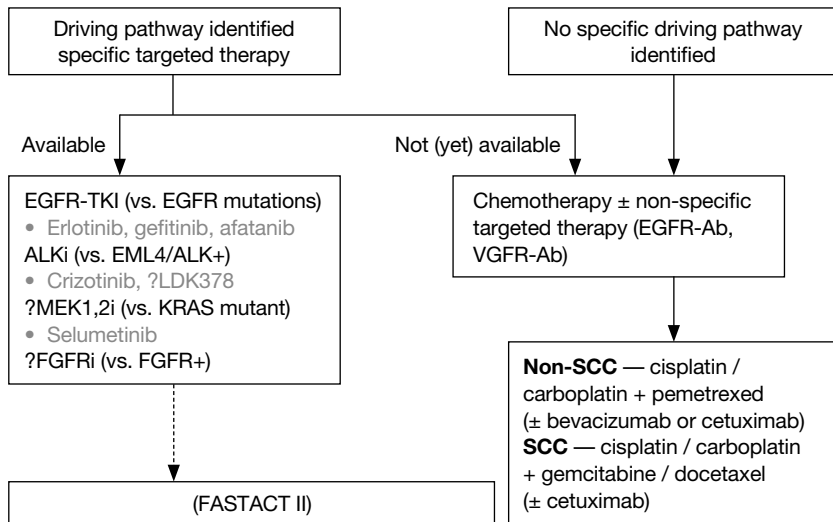 Driving pathway identified
specific targeted therapy
No specific driving pathway
identified
Available
Not (yet) available
EGFR-TKI (vs. EGFR mutations)
• Erlotinib, gefitinib, afatanib
ALKi (vs. EML4/ALK+)
• Crizotinib, ?LDK378
?MEK1,2i (vs. KRAS mutant)
• Selumetinib
?FGFRi (vs. FGFR+)
Chemotherapy ± non-specific
targeted therapy (EGFR-Ab,
VGFR-Ab)
Non-SCC — cisplatin /
carboplatin + pemetrexed
(± bevacizumab or cetuximab)
SCC — cisplatin / carboplatin
+ gemcitabine / docetaxel
(± cetuximab)
(FASTACT II)